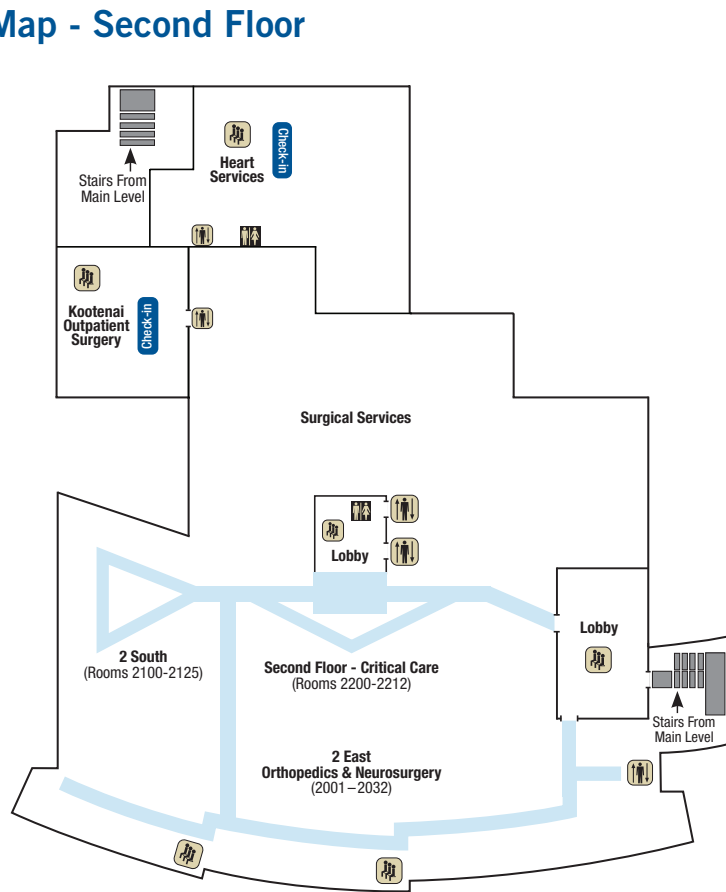 Map - Second Floor
Stairs From
Main Level
Heart
Services
Check-in
Kootenai
Outpatient
Surgery
Check-in
Surgical Services
Lobby
Lobby
2 South
(Rooms 2100-2125)
Second Floor - Critical Care
(Rooms 2200-2212)
Stairs From
Main Level
2 East
Orthopedics & Neurosurgery
(2001–2032)